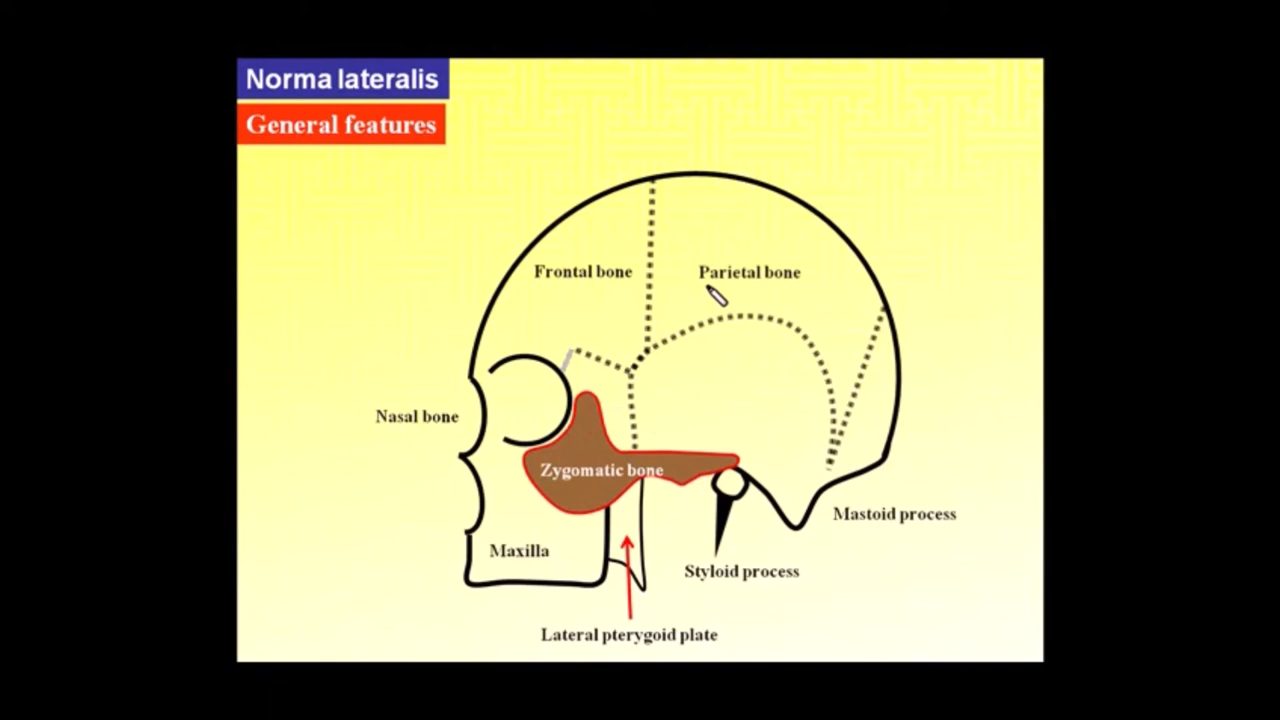 Norma lateralis
General features
Frontal bone
Parietal bone
Nasal bone
Zygomatic bone
Mastoid process
Maxilla
Styloid process
Lateral pterygoid plate